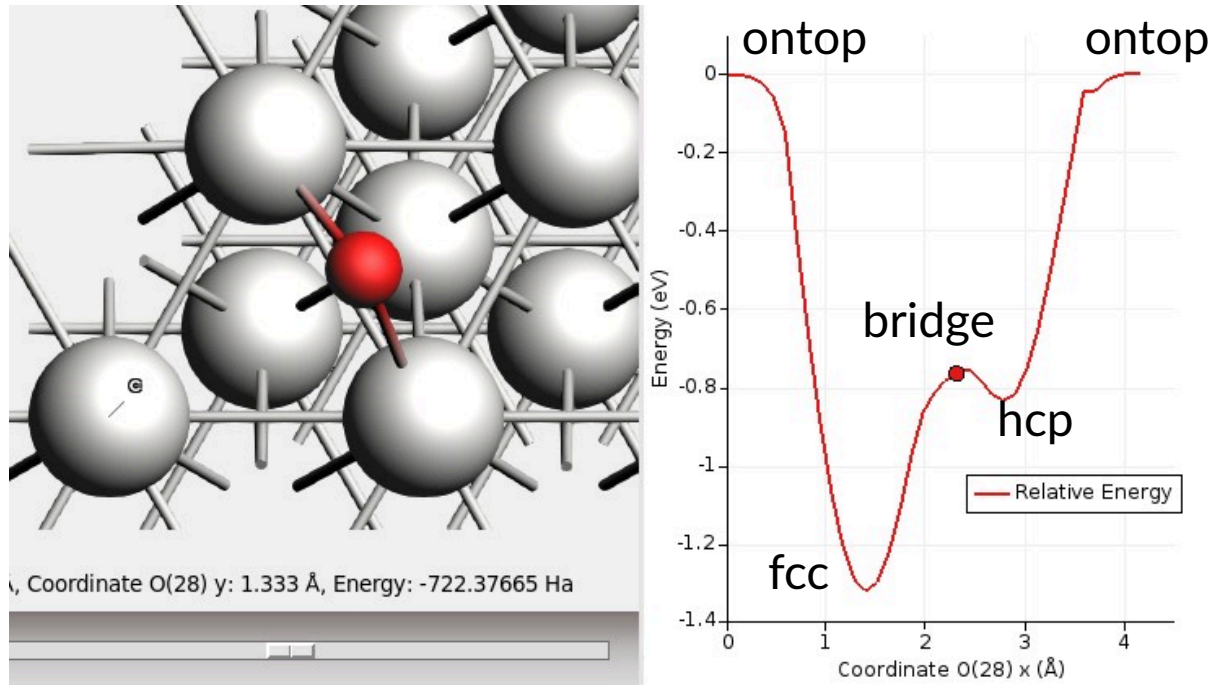 C
, Coordinate O(28) y: 1.333 Å, Energy: -722.37665 Ha
ontop
ontop
0
-0.2
-0.4
-0.6
-0.8
-1
-1.2
-1.4
Energy (eV)
bridge
hcp
Relative Energy
fcc
0
1
2
3
4
Coordinate O(28) x (Å)